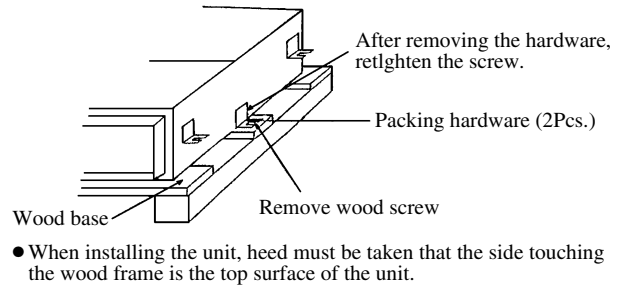 After removing the hardware,
retlghten the screw.
Packing hardware (2Pcs.)
Remove wood screw
Wood base
● When installing the unit, heed must be taken that the side touching
the wood frame is the top surface of the unit.